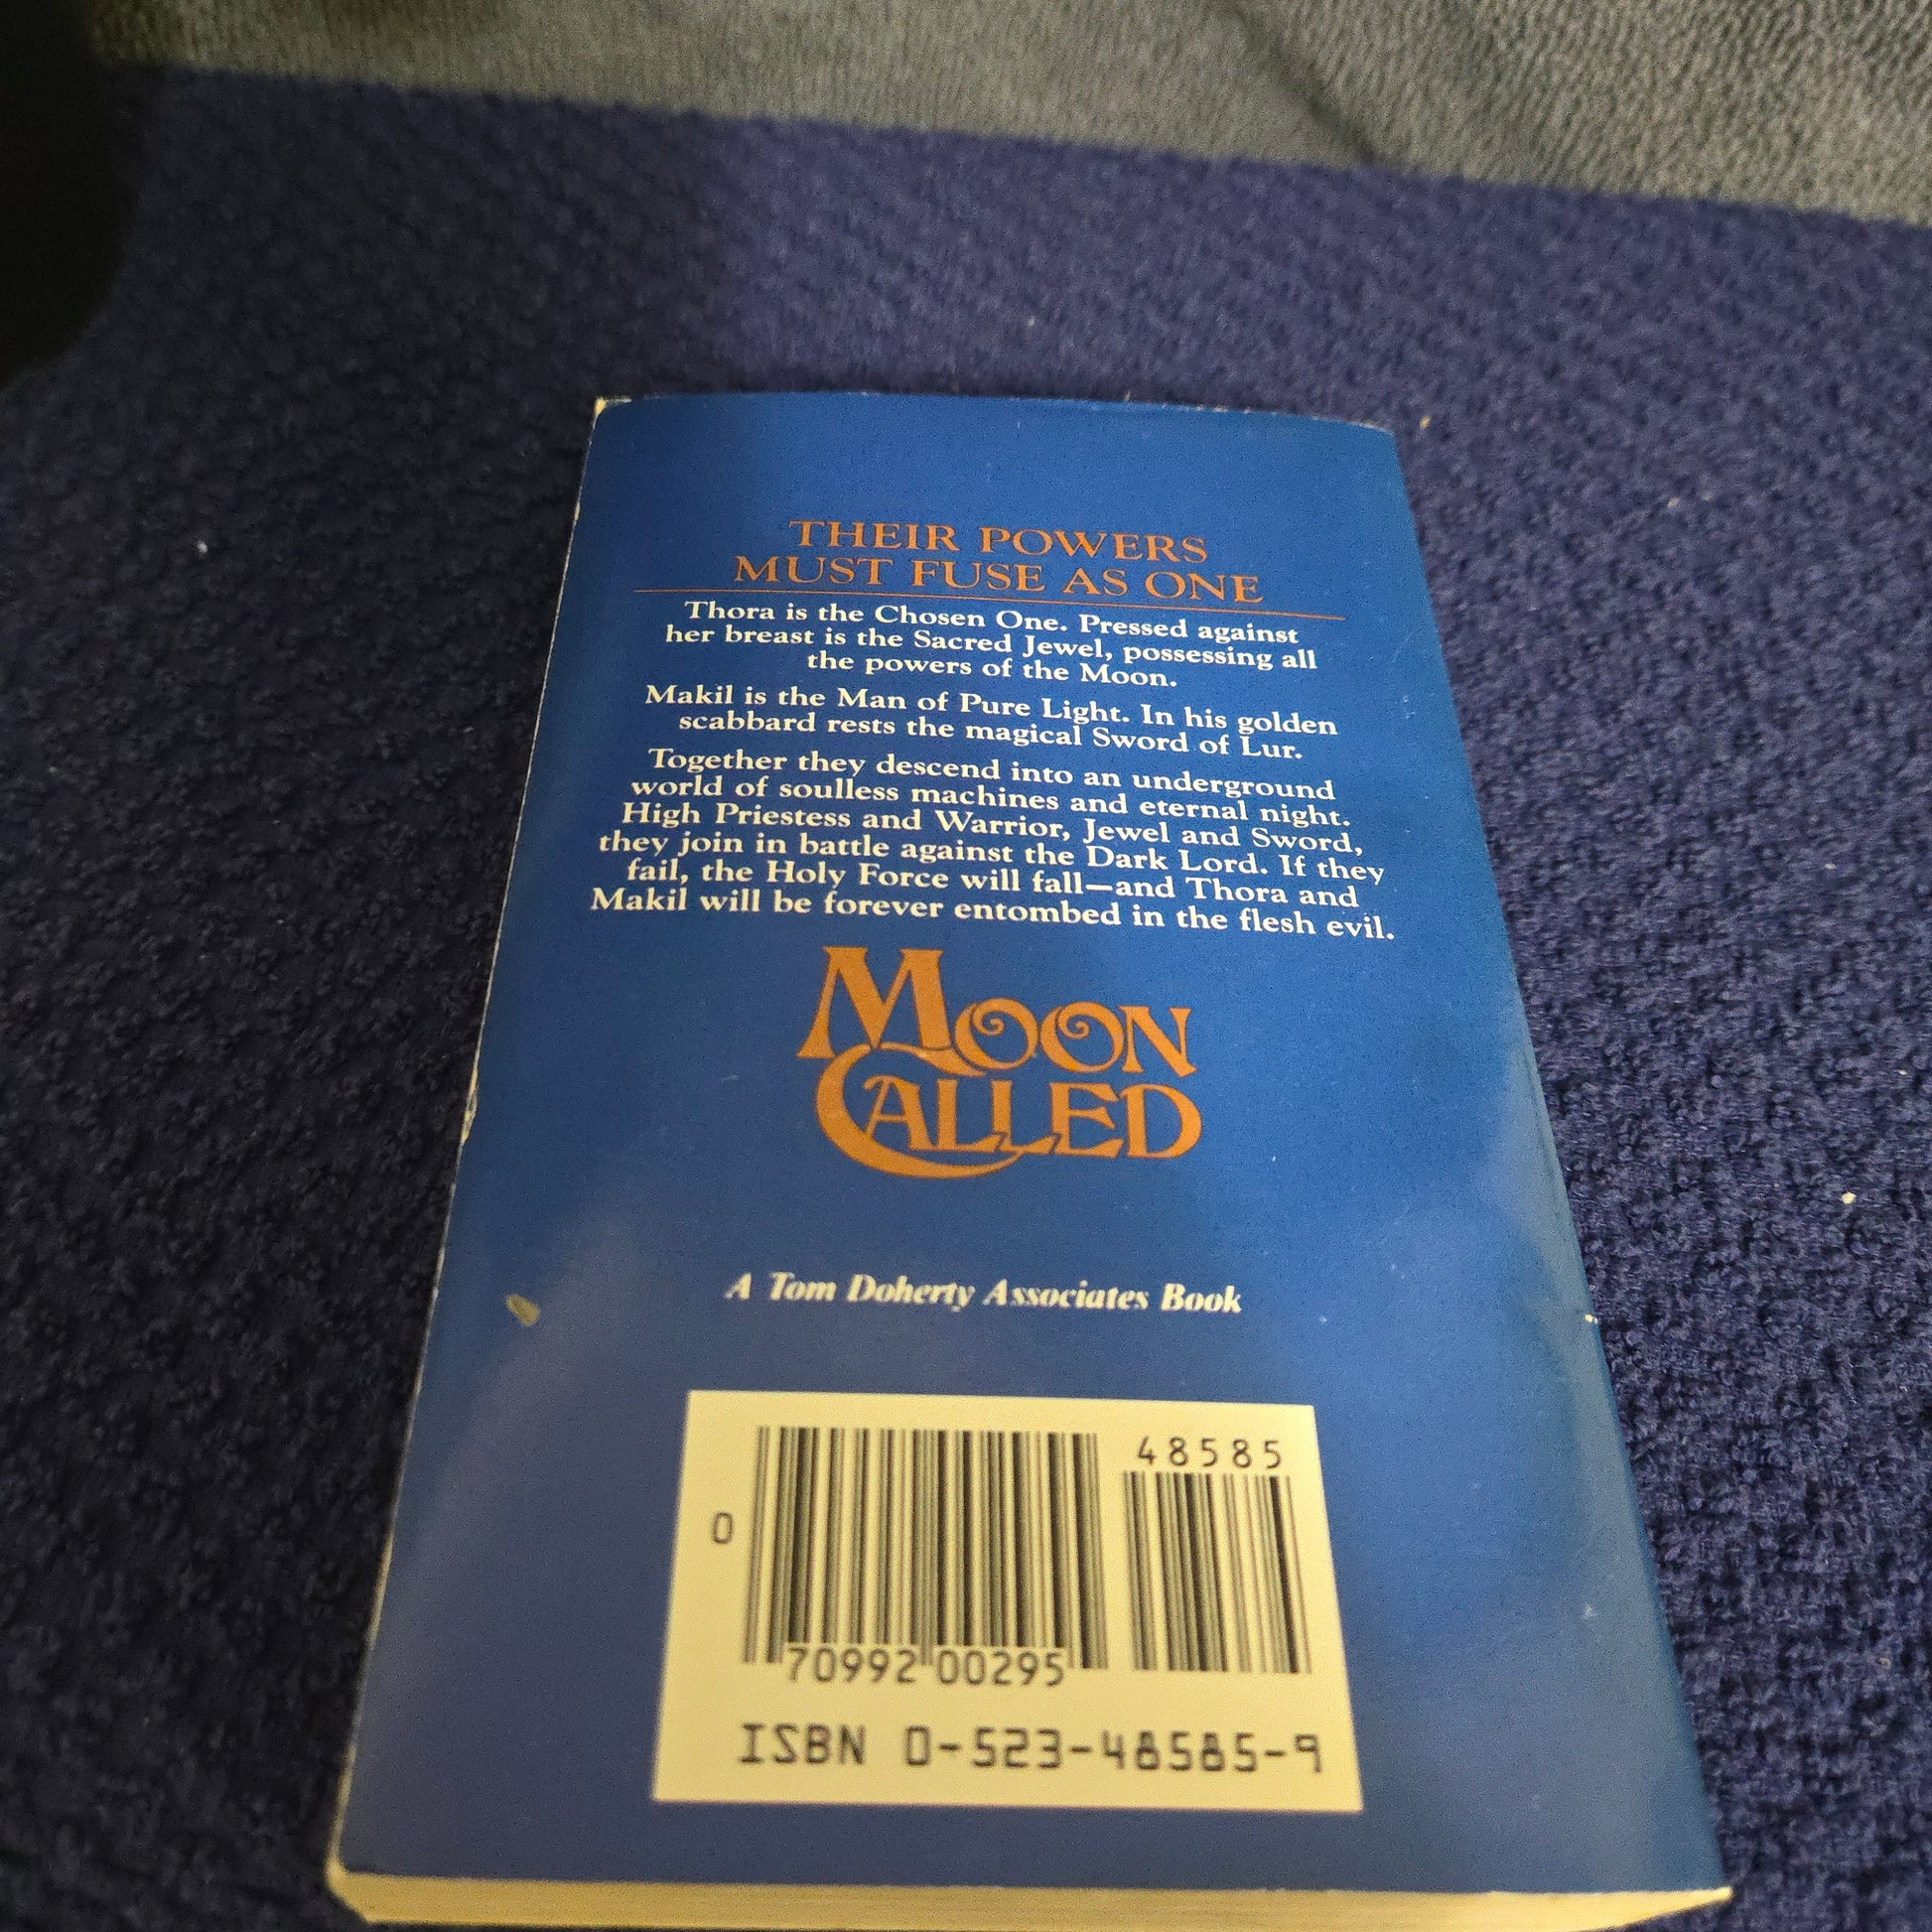 THEIR POWERS
MUST FUSE AS ONE
Thora is the Chosen One. Pressed against
her breast is the Sacred Jewel, possessing all
the powers of the Moon.
Makil is the Man of Pure Light. In his golden
scabbard rests the magical Sword of Lur.
Together they descend into an underground
world of soulless machines and eternal night.
High Priestess and Warrior, Jewel and Sword,
they join in battle against the Dark Lord. If they
fail, the Holy Force will fall—and Thora and
Makil will be forever entombed in the flesh evil.
MOON
CALLED
A Tom Doherty Associates Book
48585
0
70992 00295
ISBN 0-523-48585-9